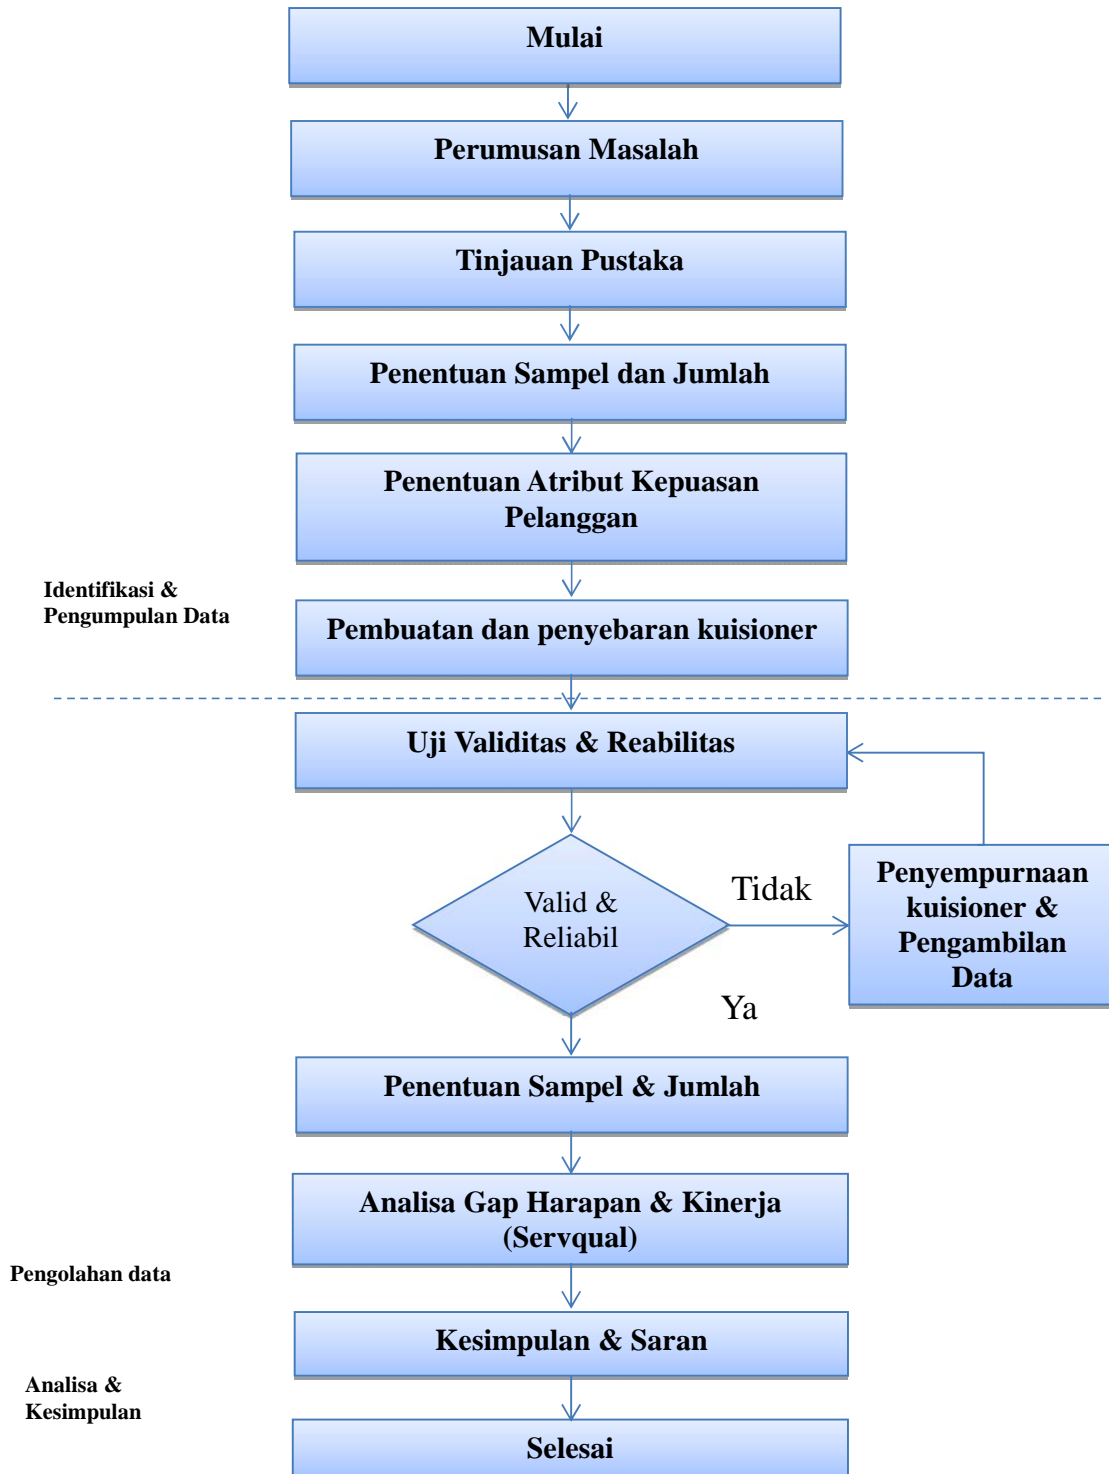 Mulai
Perumusan Masalah
Tinjauan Pustaka
Penentuan Sampel dan Jumlah
Penentuan Atribut Kepuasan
Pelanggan
Identifikasi &
Pengumpulan Data
Pembuatan dan penyebaran kuisioner
Uji Validitas & Reabilitas
Valid &
Reliabil
Tidak
Penyempurnaan
kuisioner &
Pengambilan
Data
Ya
Penentuan Sampel & Jumlah
Analisa Gap Harapan & Kinerja
(Servqual)
Pengolahan data
Kesimpulan & Saran
Analisa &
Kesimpulan
Selesai